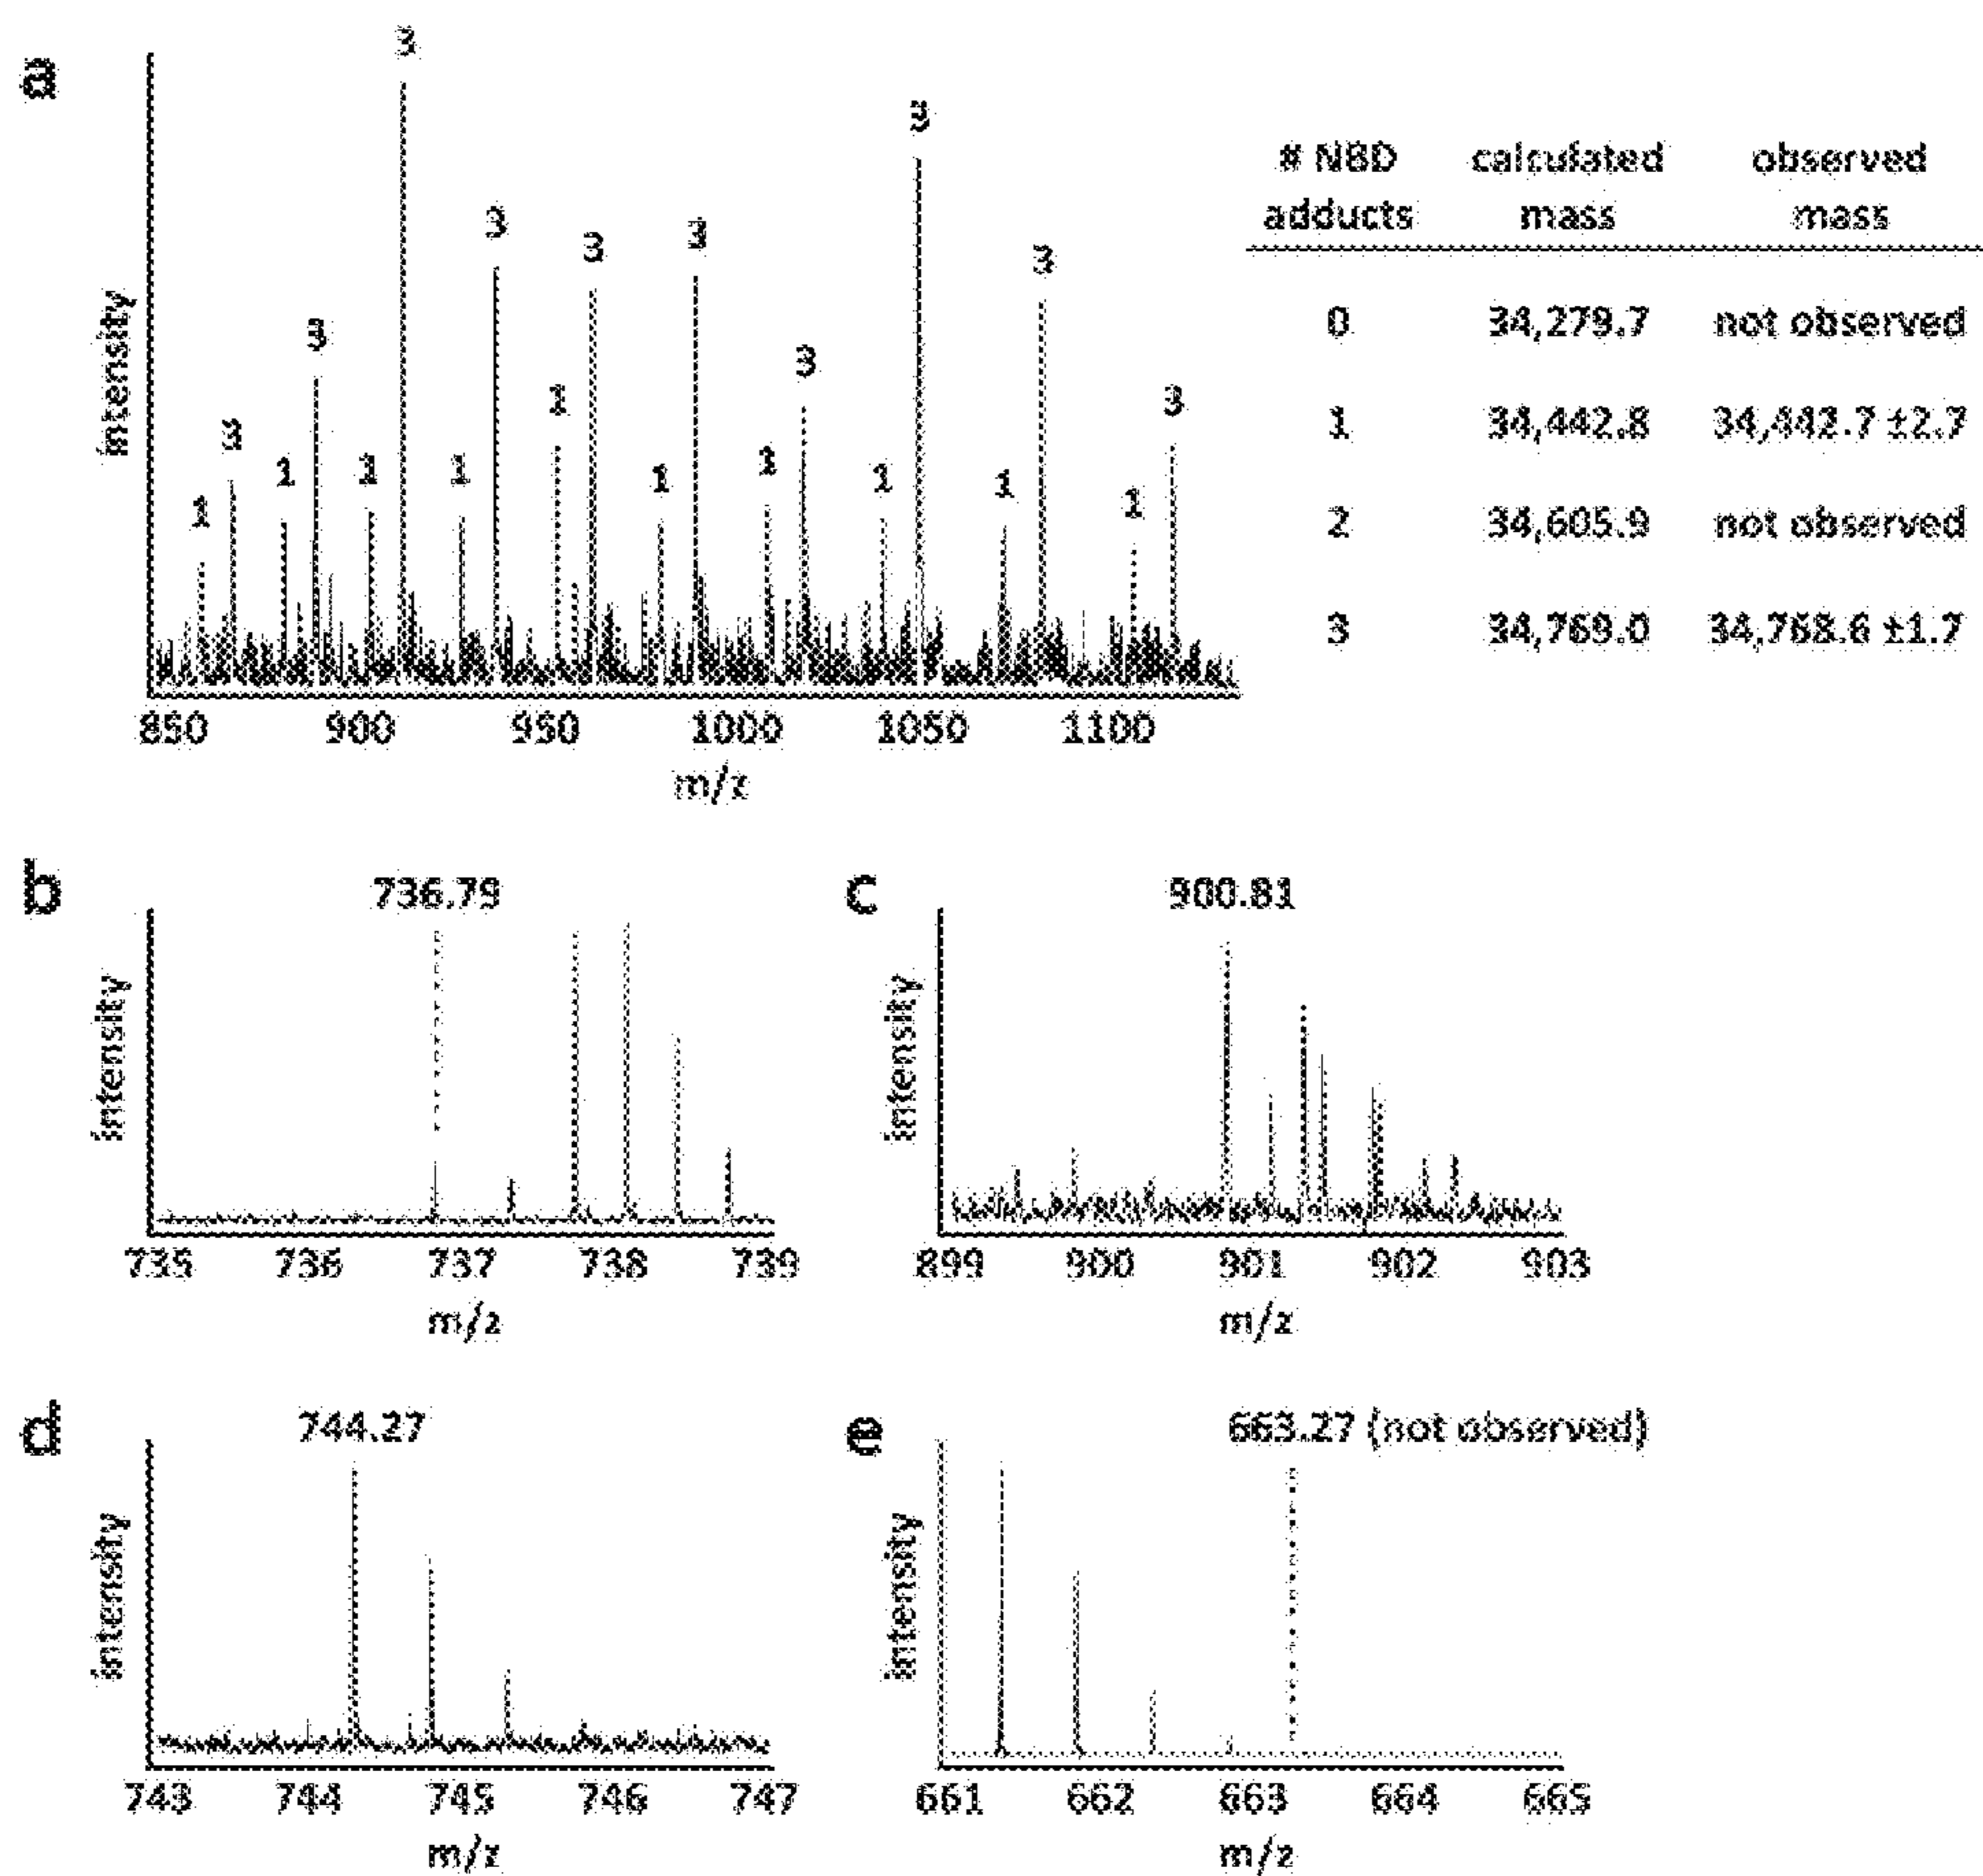 a
3
3
3 3 3
3
3 3
3 1 3
1 1 1 1 1 1 1
1 1
intensity
850 900 950 1000 1050 1100
m/z
# NBD calculated observed
adducts mass mass
0 34,279.7 not observed
1 34,442.8 34,442.7 ±2.7
2 34,605.9 not observed
3 34,769.0 34,768.6 ±1.7
b
736.79
intensity
735 736 737 738 739
m/z
c
900.81
intensity
899 900 901 902 903
m/z
d
744.27
intensity
743 744 745 746 747
m/z
e
663.27 (not observed)
intensity
661 662 663 664 665
m/z